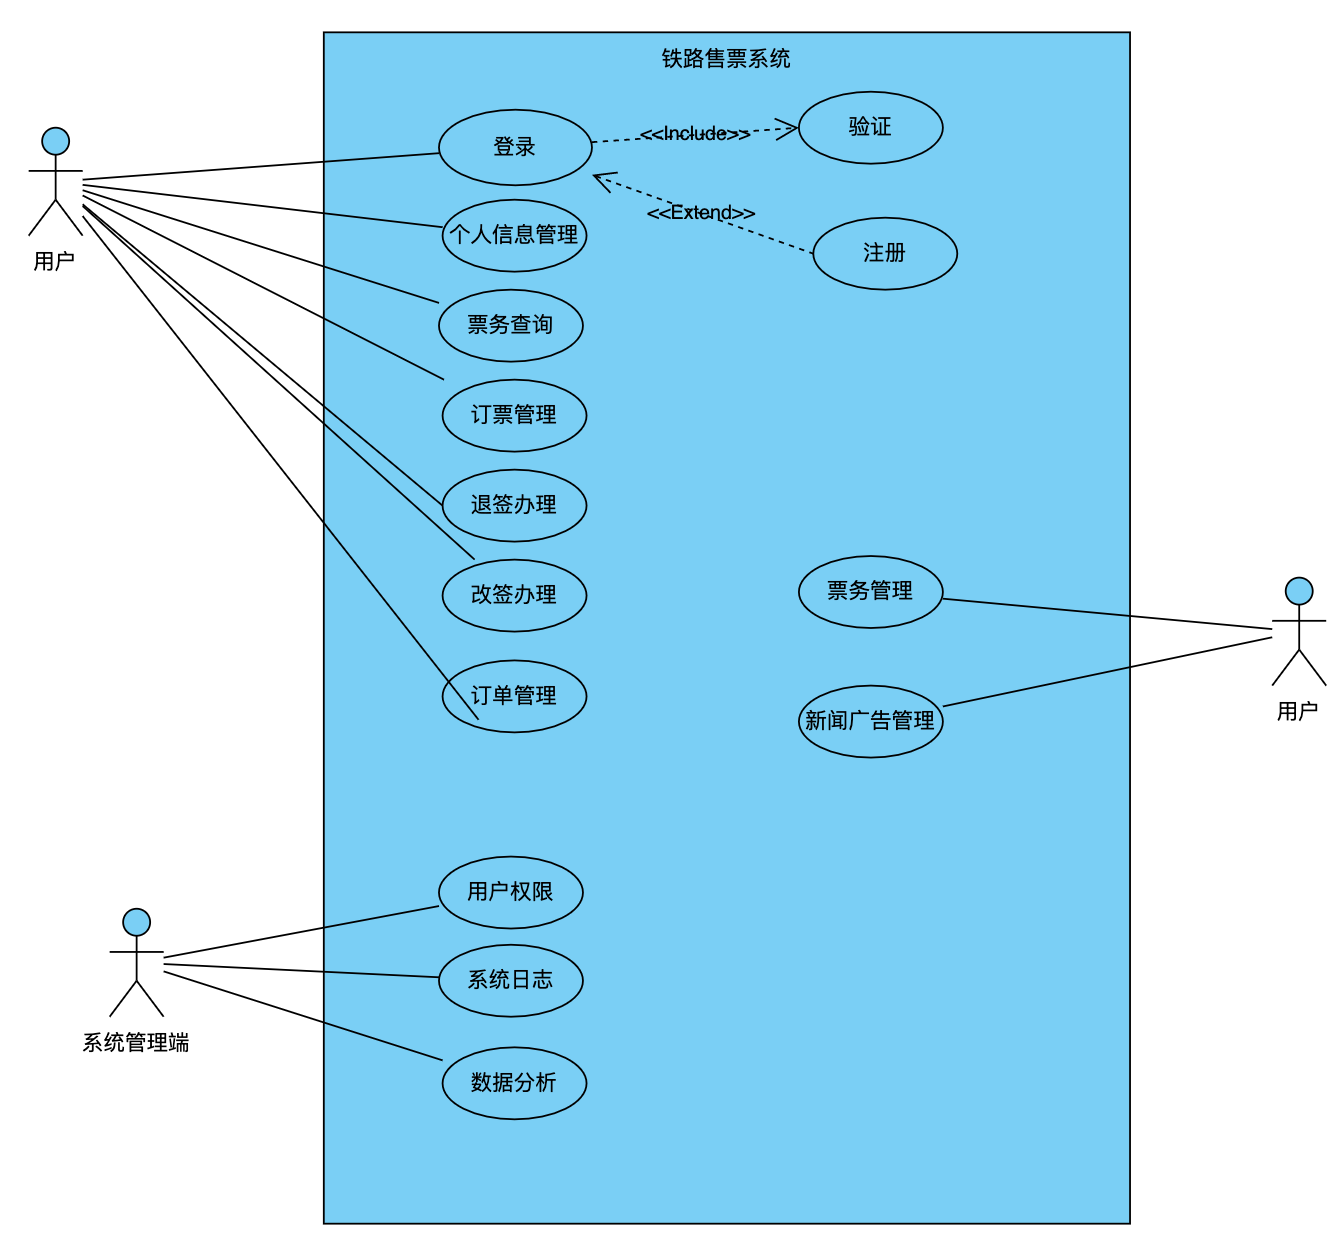 铁路售票系统
登录
<<Include>>
验证
个人信息管理
<<Extend>>
注册
用户
票务查询
订票管理
退签办理
改签办理
票务管理
订单管理
新闻广告管理
用户
用户权限
系统日志
系统管理端
数据分析